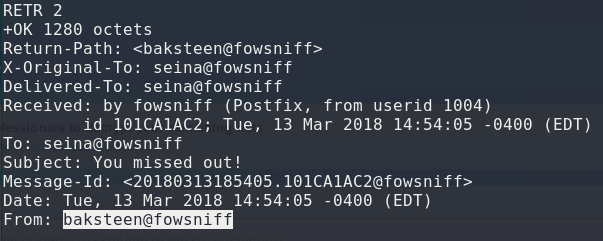 RETR 2
+OK 1280 octets
Return-Path: <baksteen@fowsniff>
X-Original-To: seina@fowsniff
Delivered-To: seina@fowsniff
Received: by fowsniff (Postfix, from userid 1004)
        id 101CA1AC2; Tue, 13 Mar 2018 14:54:05 -0400 (EDT)
To: seina@fowsniff
Subject: You missed out!
Message-Id: <20180313185405.101CA1AC2@fowsniff>
Date: Tue, 13 Mar 2018 14:54:05 -0400 (EDT)
From: baksteen@fowsniff